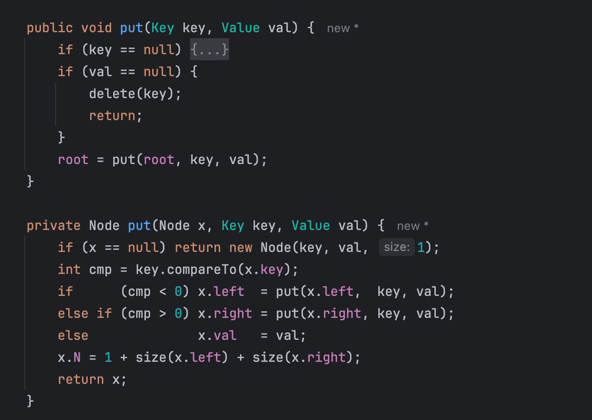 public void put(Key key, Value val) { new *
    if (key == null) {...}
    if (val == null) {
        delete(key);
        return;
    }
    root = put(root, key, val);
}

private Node put(Node x, Key key, Value val) { new *
    if (x == null) return new Node(key, val, size: 1);
    int cmp = key.compareTo(x.key);
    if      (cmp < 0) x.left  = put(x.left,  key, val);
    else if (cmp > 0) x.right = put(x.right, key, val);
    else              x.val   = val;
    x.N = 1 + size(x.left) + size(x.right);
    return x;
}